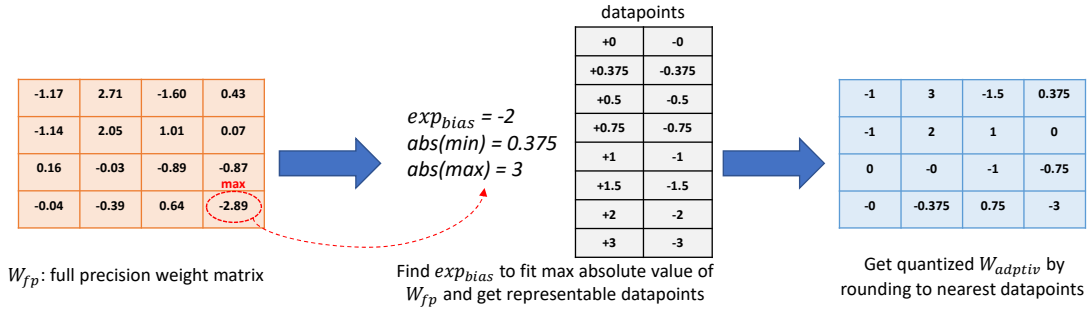 datapoints
+0 -0
+0.375 -0.375
+0.5 -0.5
+0.75 -0.75
+1 -1
+1.5 -1.5
+2 -2
+3 -3
-1.17 2.71 -1.60 0.43
-1.14 2.05 1.01 0.07
0.16 -0.03 -0.89 -0.87
max
-0.04 -0.39 0.64 -2.89
exp_bias = -2
abs(min) = 0.375
abs(max) = 3
-1 3 -1.5 0.375
-1 2 1 0
0 -0 -1 -0.75
-0 -0.375 0.75 -3
W_fp: full precision weight matrix
Find exp_bias to fit max absolute value of
W_fp and get representable datapoints
Get quantized W_adptiv by
rounding to nearest datapoints